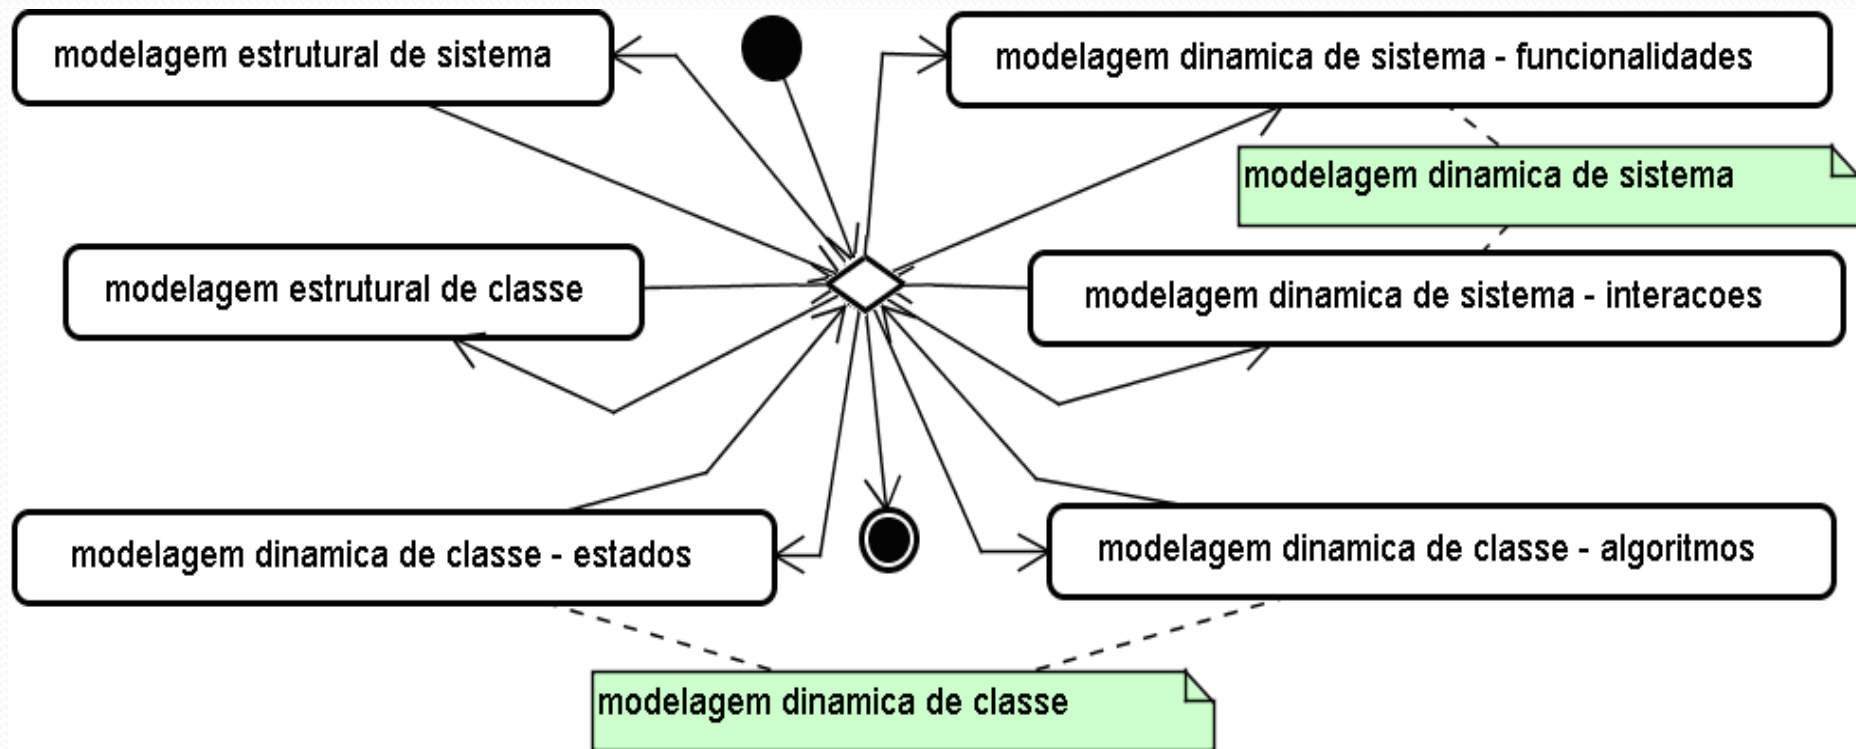 modelagem estrutural de sistema
modelagem dinamica de sistema - funcionalidades
modelagem dinamica de sistema
modelagem estrutural de classe
modelagem dinamica de sistema - interacoes
modelagem dinamica de classe - estados
modelagem dinamica de classe - algoritmos
modelagem dinamica de classe